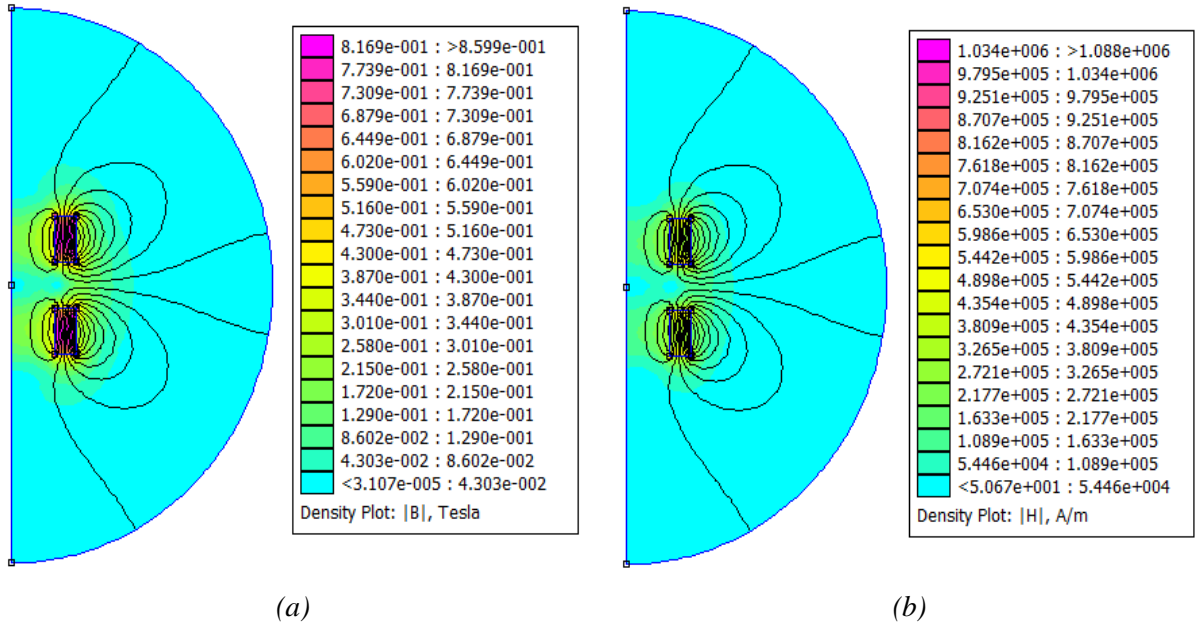 8.169e-001 : >8.599e-001
7.739e-001 : 8.169e-001
7.309e-001 : 7.739e-001
6.879e-001 : 7.309e-001
6.449e-001 : 6.879e-001
6.020e-001 : 6.449e-001
5.590e-001 : 6.020e-001
5.160e-001 : 5.590e-001
4.730e-001 : 5.160e-001
4.300e-001 : 4.730e-001
3.870e-001 : 4.300e-001
3.440e-001 : 3.870e-001
3.010e-001 : 3.440e-001
2.580e-001 : 3.010e-001
2.150e-001 : 2.580e-001
1.720e-001 : 2.150e-001
1.290e-001 : 1.720e-001
8.602e-002 : 1.290e-001
4.303e-002 : 8.602e-002
<3.107e-005 : 4.303e-002
Density Plot: |B|, Tesla
(a)
1.034e+006 : >1.088e+006
9.795e+005 : 1.034e+006
9.251e+005 : 9.795e+005
8.707e+005 : 9.251e+005
8.162e+005 : 8.707e+005
7.618e+005 : 8.162e+005
7.074e+005 : 7.618e+005
6.530e+005 : 7.074e+005
5.986e+005 : 6.530e+005
5.442e+005 : 5.986e+005
4.898e+005 : 5.442e+005
4.354e+005 : 4.898e+005
3.809e+005 : 4.354e+005
3.265e+005 : 3.809e+005
2.721e+005 : 3.265e+005
2.177e+005 : 2.721e+005
1.633e+005 : 2.177e+005
1.089e+005 : 1.633e+005
5.446e+004 : 1.089e+005
<5.067e+001 : 5.446e+004
Density Plot: |H|, A/m
(b)